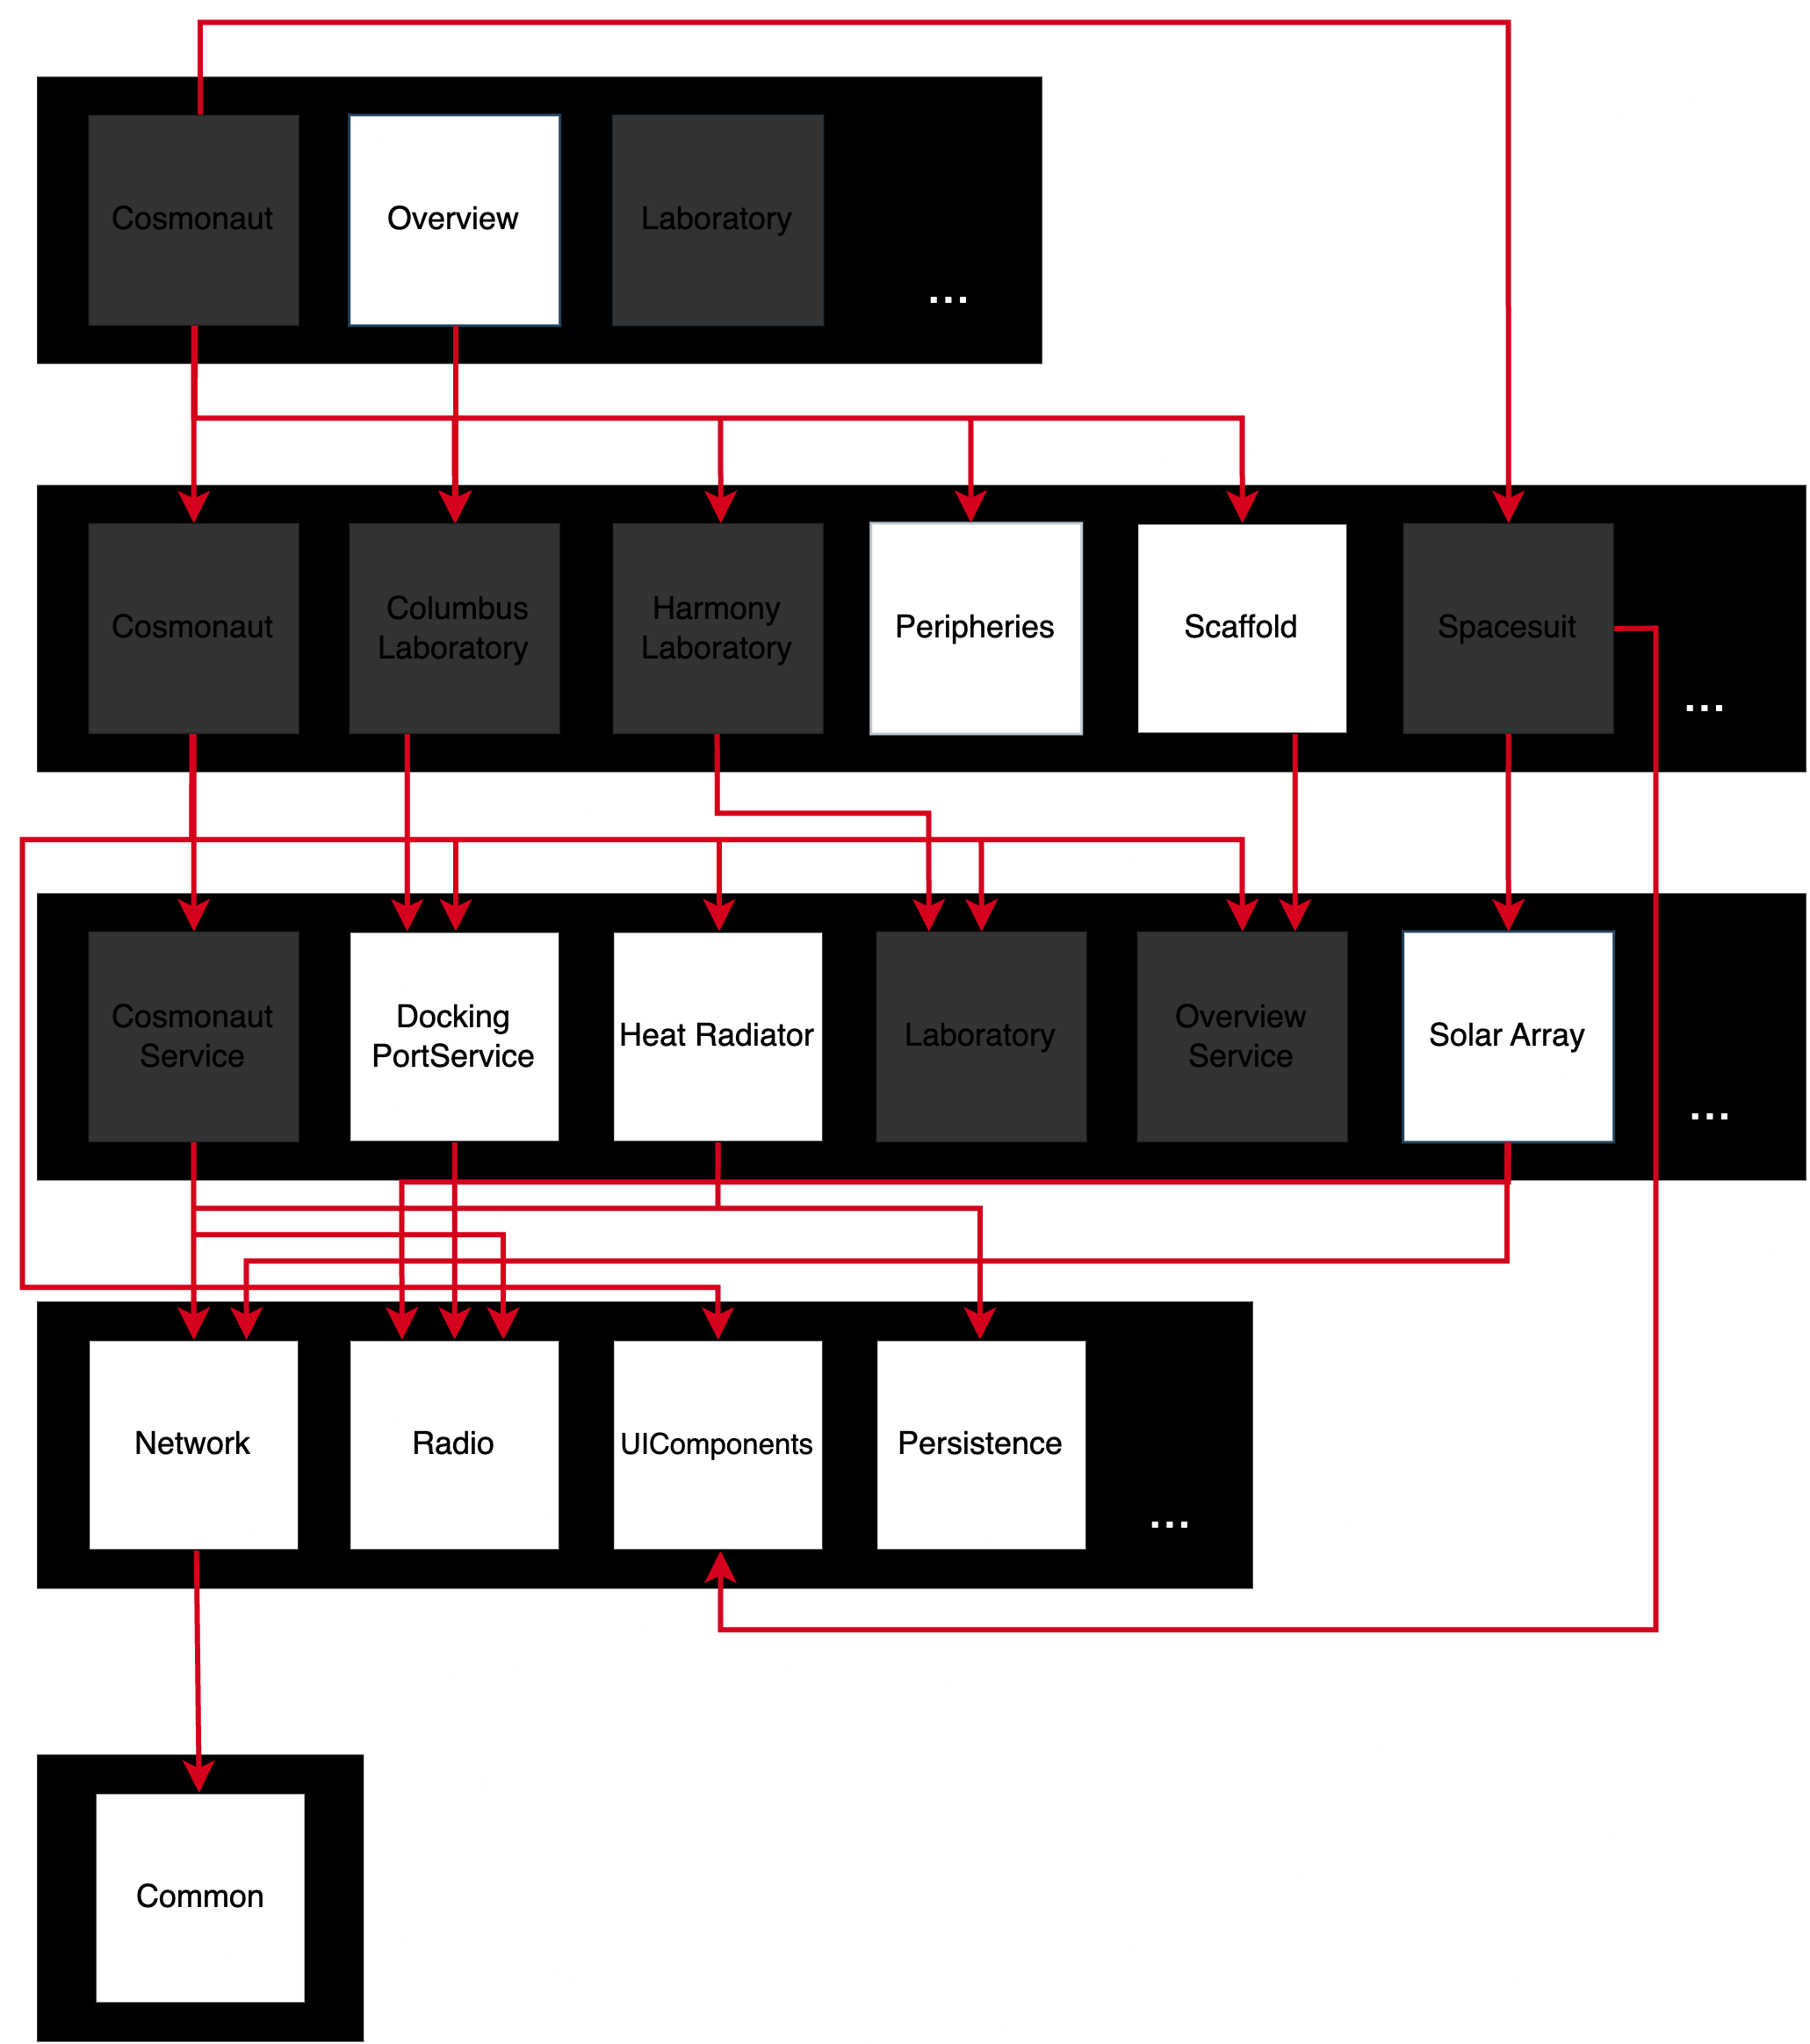 Cosmonaut
Overview
Laboratory
...
Cosmonaut
Columbus
Laboratory
Harmony
Laboratory
Peripheries
Scaffold
Spacesuit
...
Cosmonaut
Service
Docking
PortService
Heat Radiator
Laboratory
Overview
Service
Solar Array
...
Network
Radio
UIComponents
Persistence
...
Common